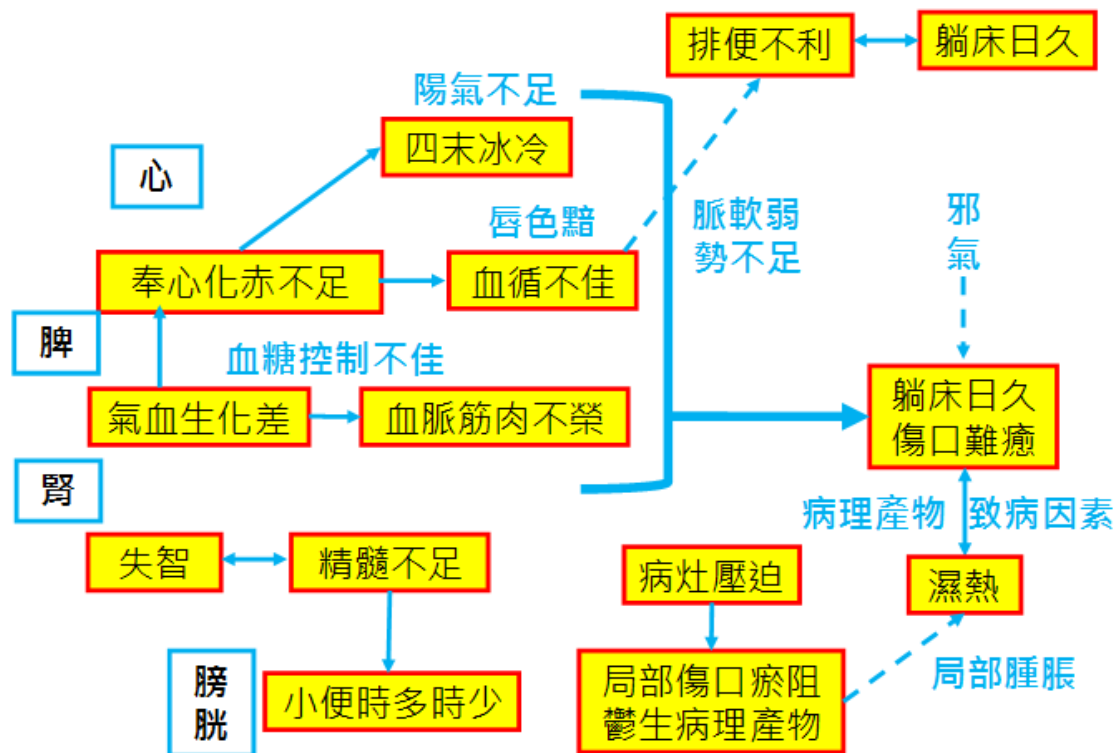 排便不利
躺床日久
陽氣不足
四末冰冷
心
唇色黯
脈軟弱
勢不足
邪
氣
奉心化赤不足
血循不佳
脾
血糖控制不佳
氣血生化差
血脈筋肉不榮
躺床日久
傷口難癒
腎
病理產物
致病因素
失智
精髓不足
病灶壓迫
濕熱
膀
胱
小便時多時少
局部傷口瘀阻
鬱生病理產物
局部腫脹